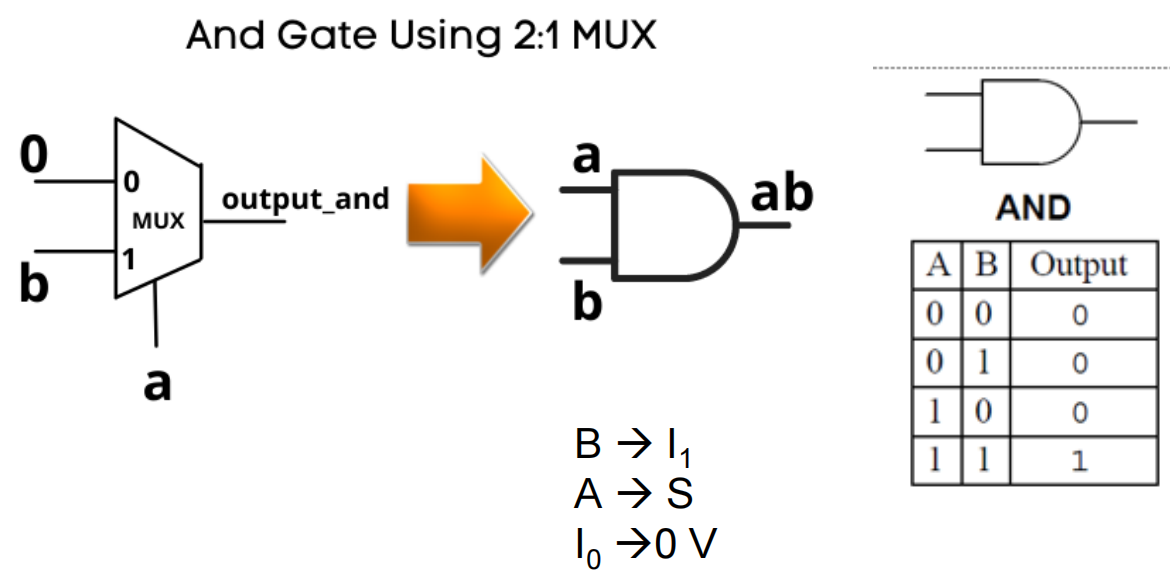 And Gate Using 2:1 MUX
0
0
MUX
1
b
a
output_and
a
b
ab
B → I₁
A → S
I₀ →0 V
AND
A B Output
0 0 0
0 1 0
1 0 0
1 1 1